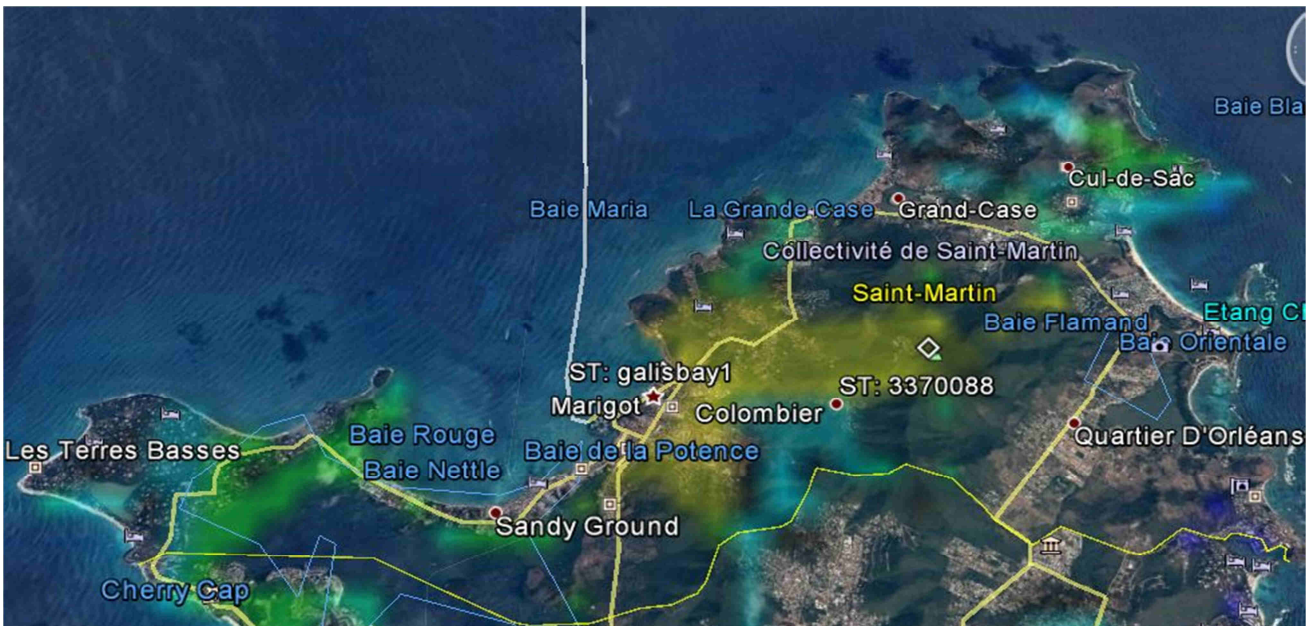 Baie Bla
Cul-de-Sac
Baie Maria
La Grande Case
Grand-Case
Collectivité de Saint-Martin
Saint-Martin
Etang Ch
Baie Flamand
Baie Orientale
ST: galisbay1
ST: 3370088
Marigot
Colombier
Les Terres Basses
Baie Rouge
Baie de la Potence
Quartier D'Orléans
Baie Nettle
Sandy Ground
Cherry Cap